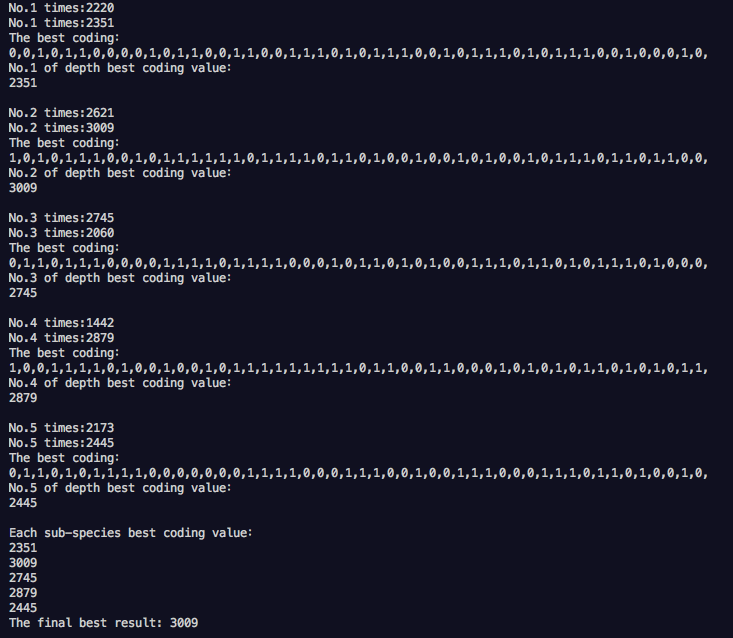 No.1 times:2220
No.1 times:2351
The best coding:
0,0,1,0,1,1,0,0,0,0,1,0,1,1,0,0,1,1,0,0,1,1,1,0,1,0,1,1,1,0,0,1,0,1,1,1,0,1,0,1,1,1,0,0,1,0,0,0,1,0,
No.1 of depth best coding value:
2351
No.2 times:2621
No.2 times:3009
The best coding:
1,0,1,0,1,1,1,0,0,1,0,1,1,1,1,1,1,0,1,1,1,1,0,1,1,0,1,0,0,1,0,0,1,0,1,0,0,1,0,1,1,1,0,1,1,0,1,1,0,0,
No.2 of depth best coding value:
3009
No.3 times:2745
No.3 times:2060
The best coding:
0,1,1,0,1,1,1,0,0,0,0,1,1,1,1,0,1,1,1,1,0,0,0,1,0,1,1,0,1,0,1,0,0,1,1,1,0,1,1,0,1,0,1,1,1,0,1,0,0,0,
No.3 of depth best coding value:
2745
No.4 times:1442
No.4 times:2879
The best coding:
1,0,0,1,1,1,1,0,1,0,0,1,0,0,1,0,1,1,1,1,1,1,1,1,1,0,1,1,0,0,1,1,0,0,0,1,0,1,0,1,0,1,1,0,1,0,1,0,1,1,
No.4 of depth best coding value:
2879
No.5 times:2173
No.5 times:2445
The best coding:
0,1,1,0,1,0,1,1,1,1,0,0,0,0,0,0,0,1,1,1,1,0,0,0,1,1,1,0,0,1,0,0,1,1,1,0,0,0,1,1,1,0,1,1,0,1,0,0,1,0,
No.5 of depth best coding value:
2445
Each sub-species best coding value:
2351
3009
2745
2879
2445
The final best result: 3009